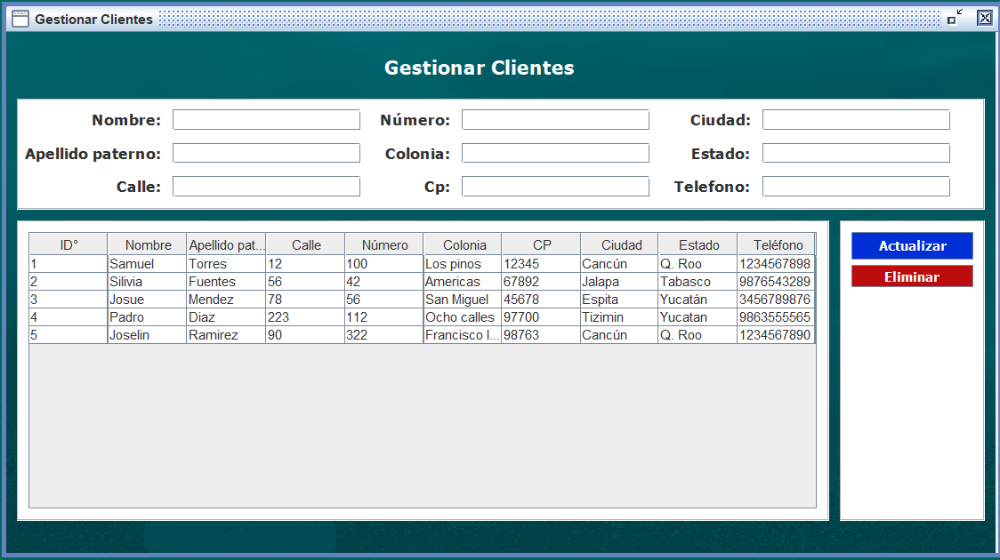 Gestionar Clientes
Gestionar Clientes
Nombre: Número: Ciudad:
Apellido paterno: Colonia: Estado:
Calle: Cp: Telefono:
ID° Nombre Apellido pat... Calle Número Colonia CP Ciudad Estado Teléfono
1 Samuel Torres 12 100 Los pinos 12345 Cancún Q. Roo 1234567898
2 Silivia Fuentes 56 42 Americas 67892 Jalapa Tabasco 9876543289
3 Josue Mendez 78 56 San Miguel 45678 Espita Yucatán 3456789876
4 Padro Diaz 223 112 Ocho calles 97700 Tizimin Yucatan 9863555565
5 Joselin Ramirez 90 322 Francisco I... 98763 Cancún Q. Roo 1234567890
Actualizar
Eliminar